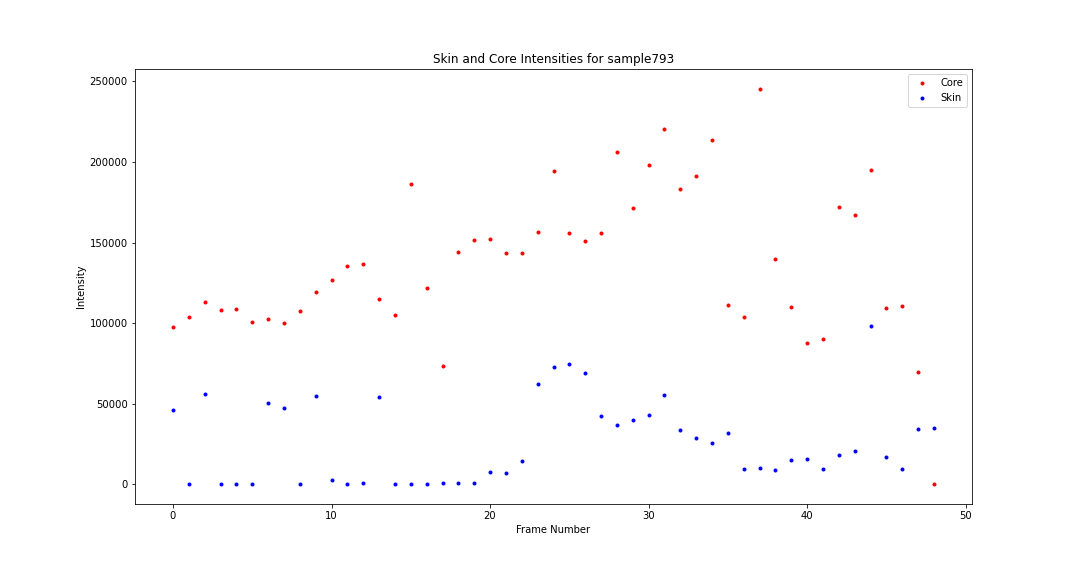 Skin and Core Intensities for sample793
250000
200000
150000
100000
50000
0
Intensity
Core
Skin
0 10 20 30 40 50
Frame Number